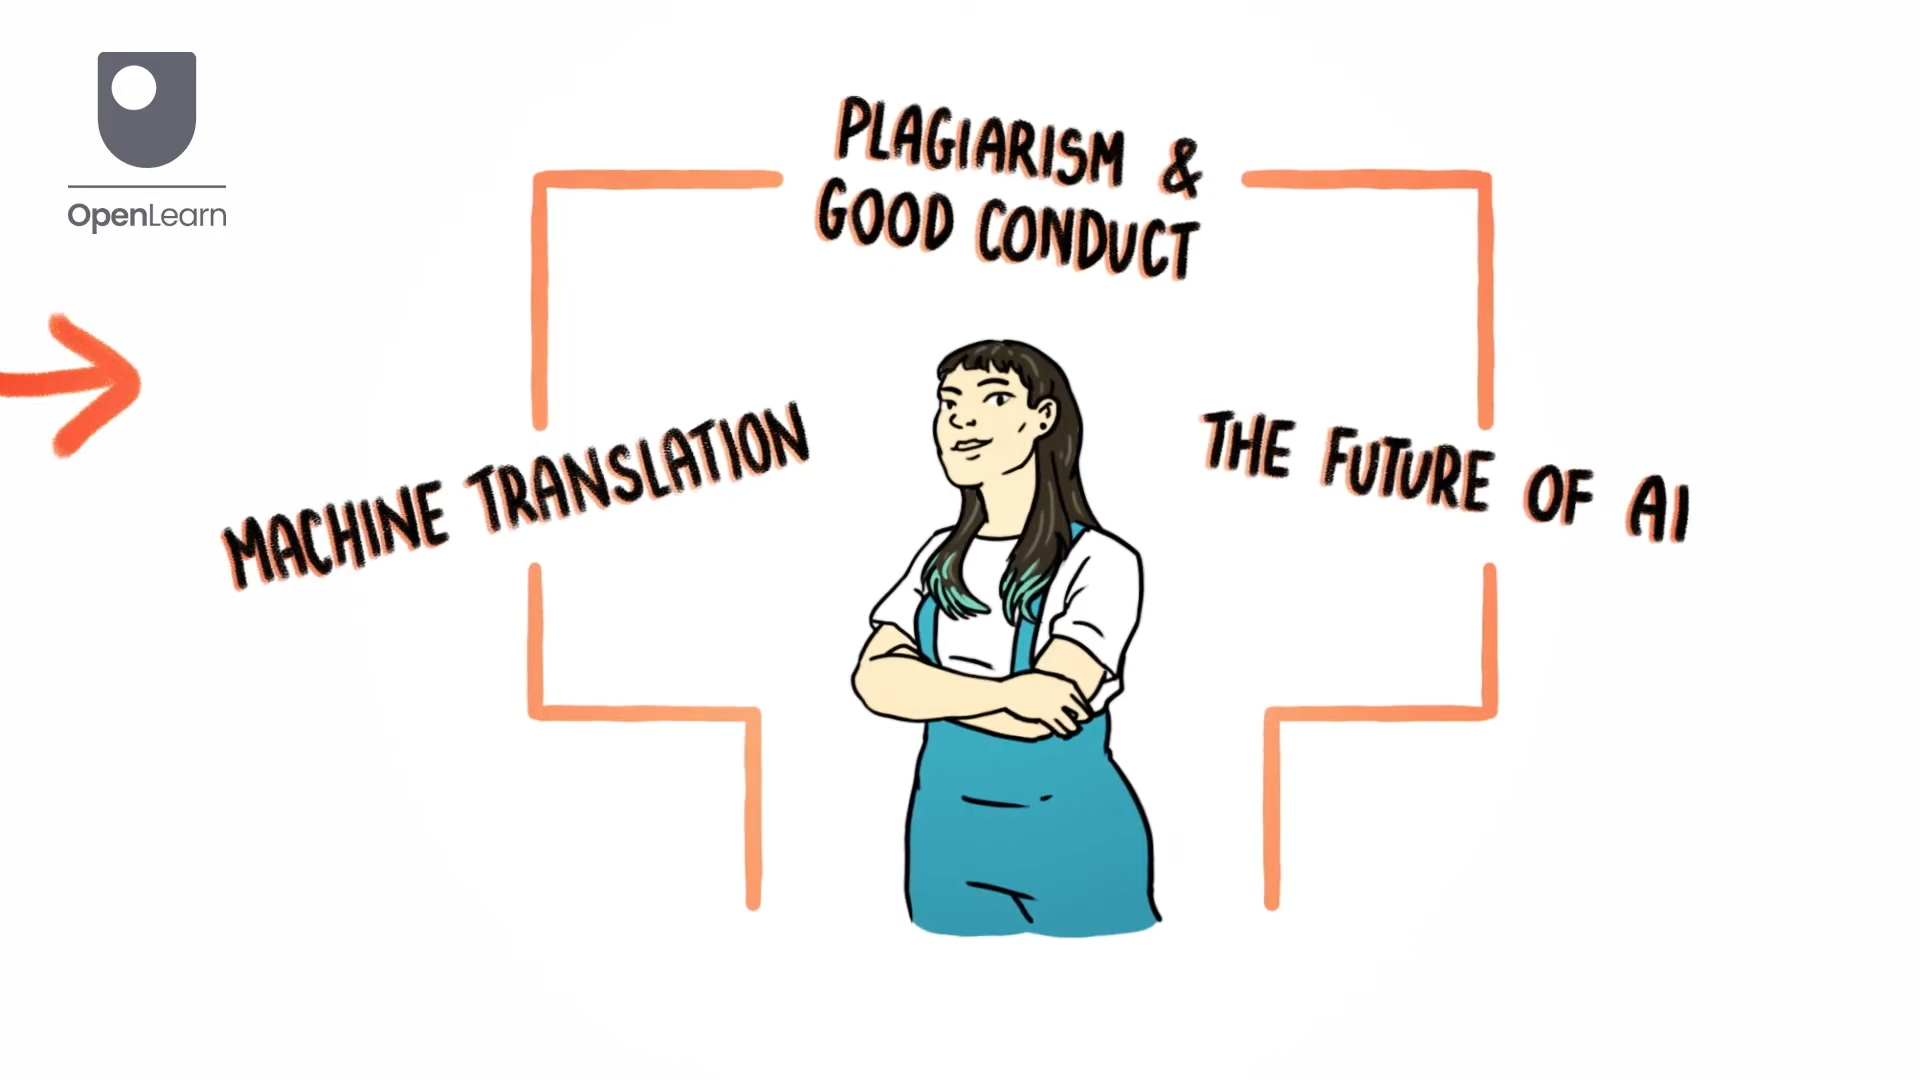 OpenLearn
PLAGIARISM &
GOOD CONDUCT
MACHINE TRANSLATION
THE FUTURE OF AI